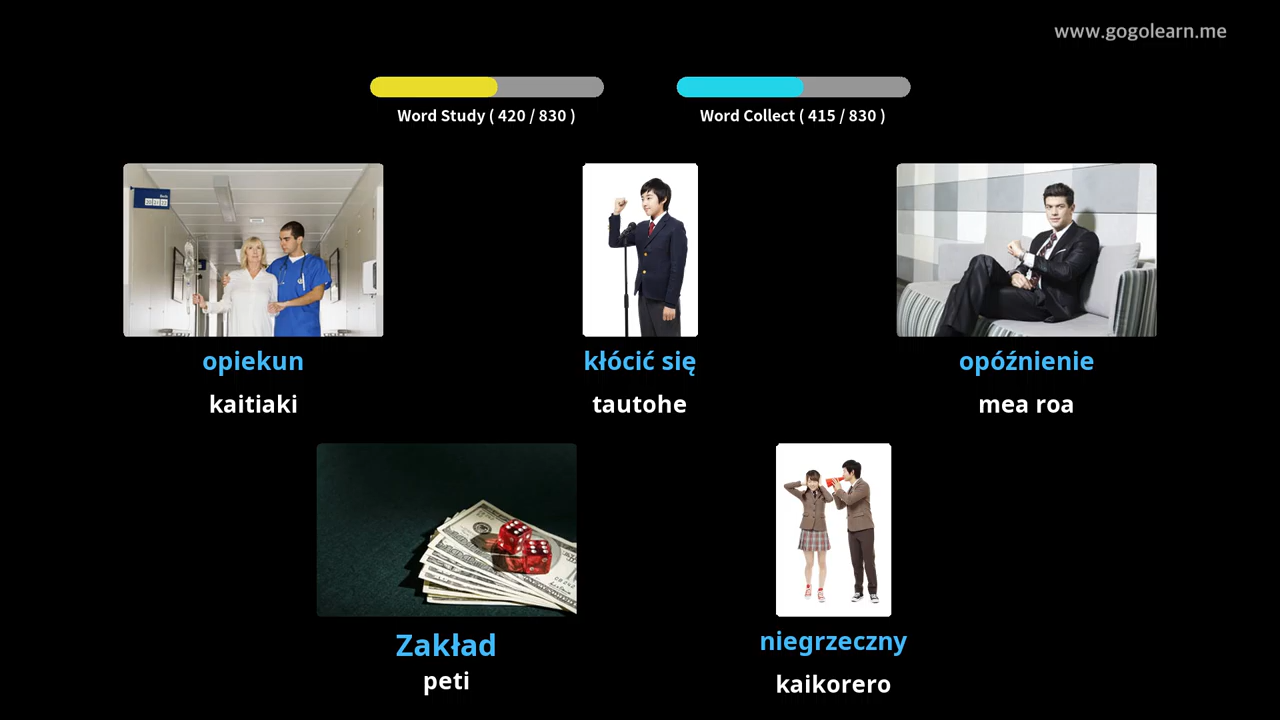 www.gogolearn.me
Word Study ( 420 / 830 )
Word Collect ( 415 / 830 )
opiekun
kaitiaki
kłócić się
tautohe
opóźnienie
mea roa
Zakład
peti
niegrzeczny
kaikorero